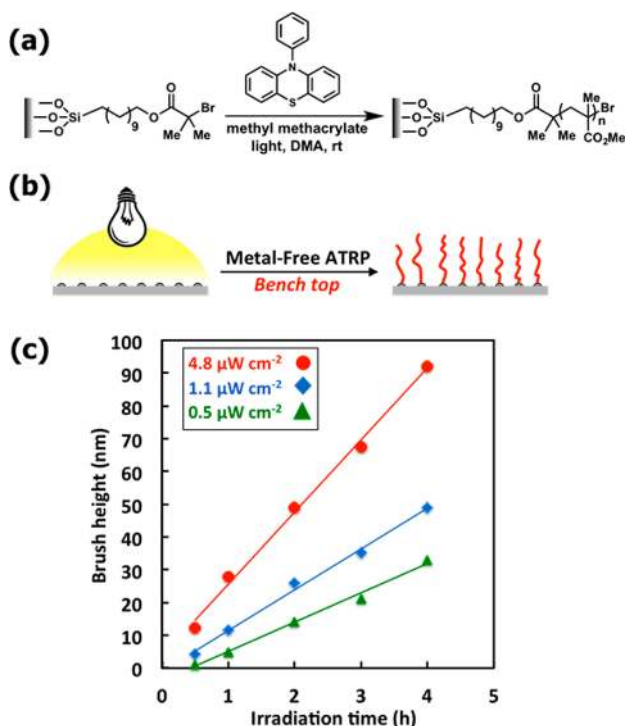 (a)
N
S
O
O
O
Si
9
O
O
Br
Me
Me
methyl methacrylate
light, DMA, rt
O
O
O
Si
9
O
O
Me
Me
Me
Br
n
CO₂Me
(b)
Metal-Free ATRP
Bench top
(c)
4.8 µW cm⁻²
1.1 µW cm⁻²
0.5 µW cm⁻²
Brush height (nm)
100
90
80
70
60
50
40
30
20
10
0
0 1 2 3 4 5
Irradiation time (h)